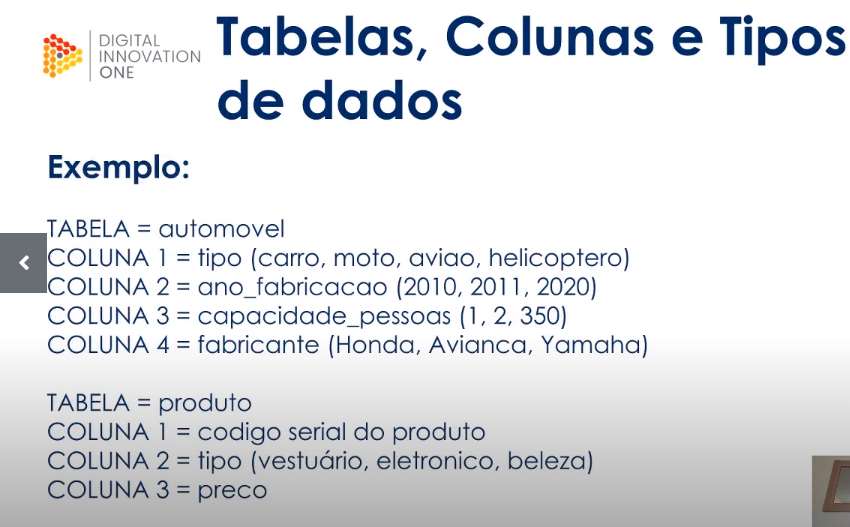 DIGITAL
INNOVATION
ONE
Tabelas, Colunas e Tipos
de dados
Exemplo:
TABELA = automovel
COLUNA 1 = tipo (carro, moto, aviao, helicoptero)
COLUNA 2 = ano_fabricacao (2010, 2011, 2020)
COLUNA 3 = capacidade_pessoas (1, 2, 350)
COLUNA 4 = fabricante (Honda, Avianca, Yamaha)
TABELA = produto
COLUNA 1 = codigo serial do produto
COLUNA 2 = tipo (vestuário, eletronico, beleza)
COLUNA 3 = preco